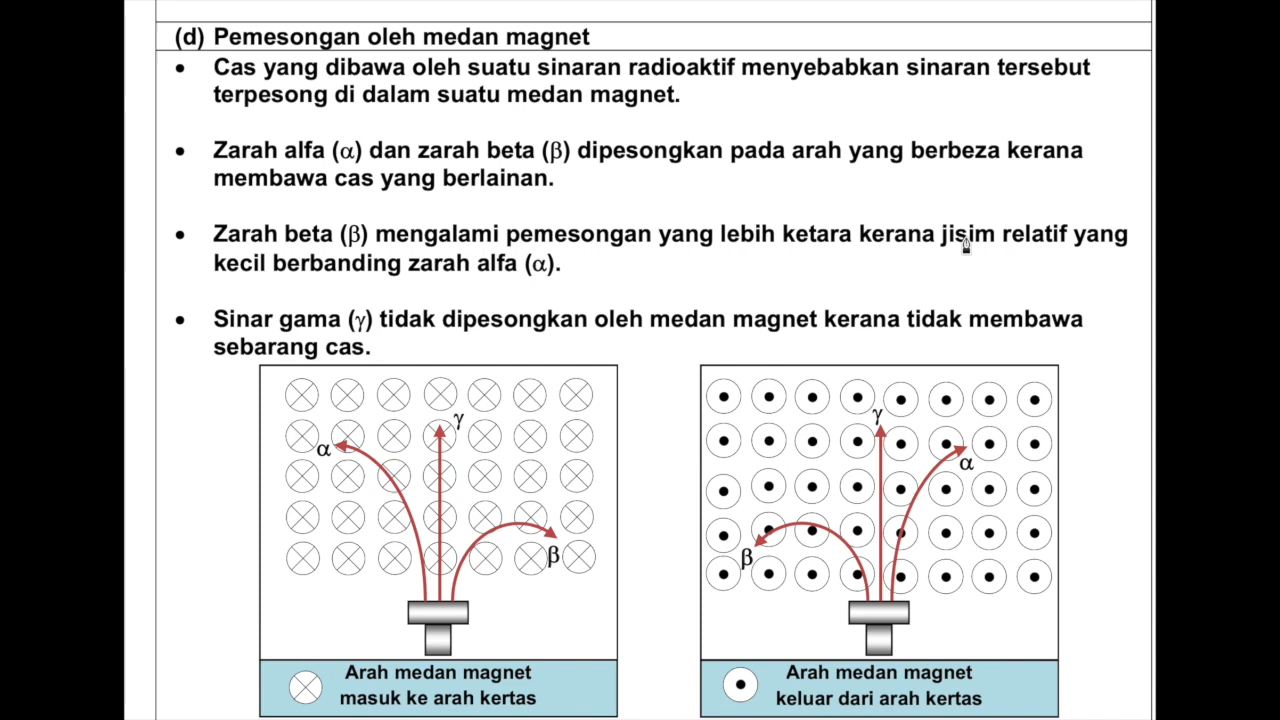 (d) Pemesongan oleh medan magnet
• Cas yang dibawa oleh suatu sinaran radioaktif menyebabkan sinaran tersebut
terpesong di dalam suatu medan magnet.
• Zarah alfa (α) dan zarah beta (β) dipesongkan pada arah yang berbeza kerana
membawa cas yang berlainan.
• Zarah beta (β) mengalami pemesongan yang lebih ketara kerana jisim relatif yang
kecil berbanding zarah alfa (α).
• Sinar gama (γ) tidak dipesongkan oleh medan magnet kerana tidak membawa
sebarang cas.
γ
α
β
Arah medan magnet
masuk ke arah kertas
γ
α
β
Arah medan magnet
keluar dari arah kertas